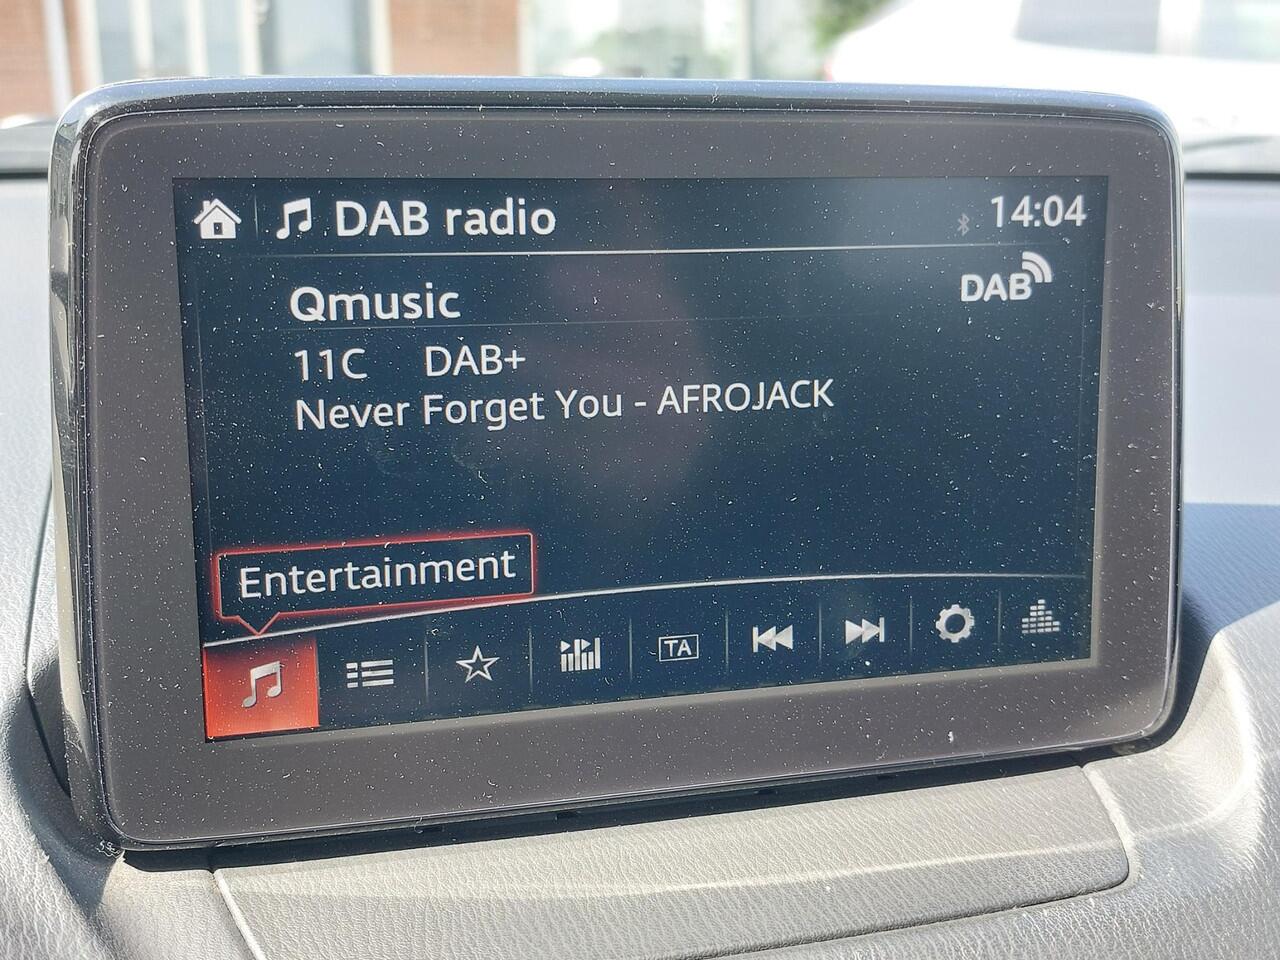 DAB radio
14:04
Qmusic
DAB
11C DAB+
Never Forget You - AFROJACK
Entertainment
TA